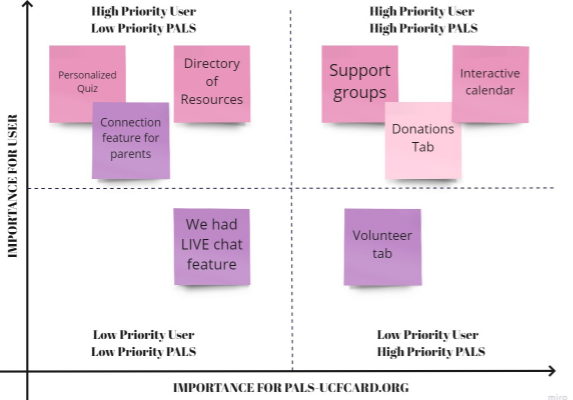 High Priority User
Low Priority PALS
High Priority User
High Priority PALS
Personalized
Quiz
Directory
of
Resources
Connection
feature for
parents
Support
groups
Interactive
calendar
Donations
Tab
IMPORTANCE FOR USER
We had
LIVE chat
feature
Volunteer
tab
Low Priority User
Low Priority PALS
Low Priority User
High Priority PALS
IMPORTANCE FOR PALS-UCFCARD.ORG
miro